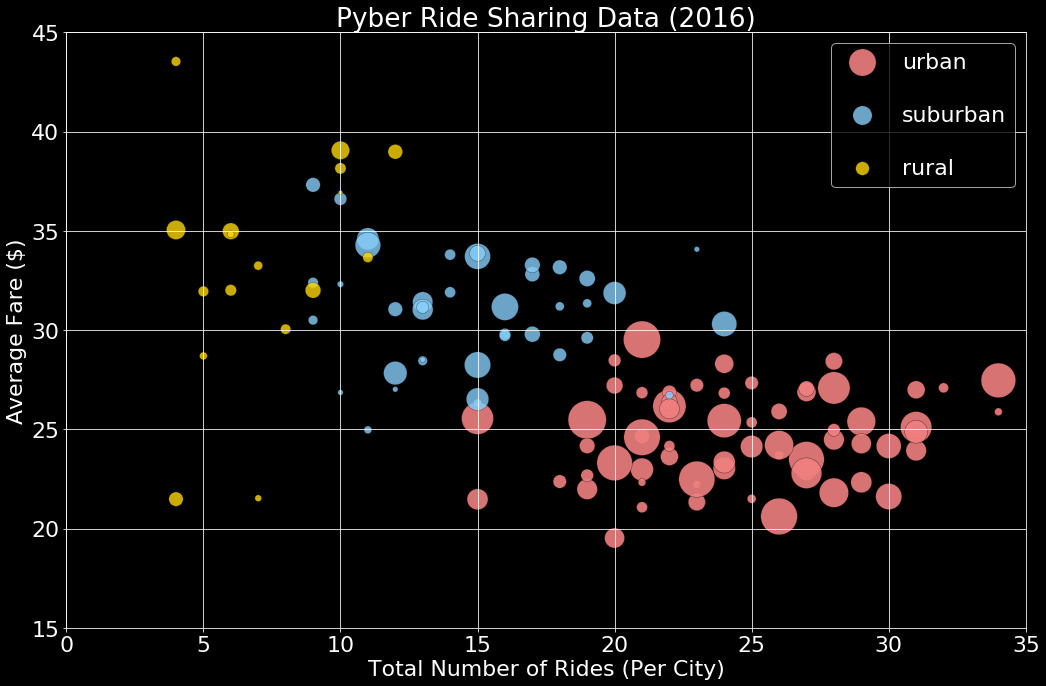 Pyber Ride Sharing Data (2016)
urban
suburban
rural
Average Fare ($)
45
40
35
30
25
20
15
0 5 10 15 20 25 30 35
Total Number of Rides (Per City)